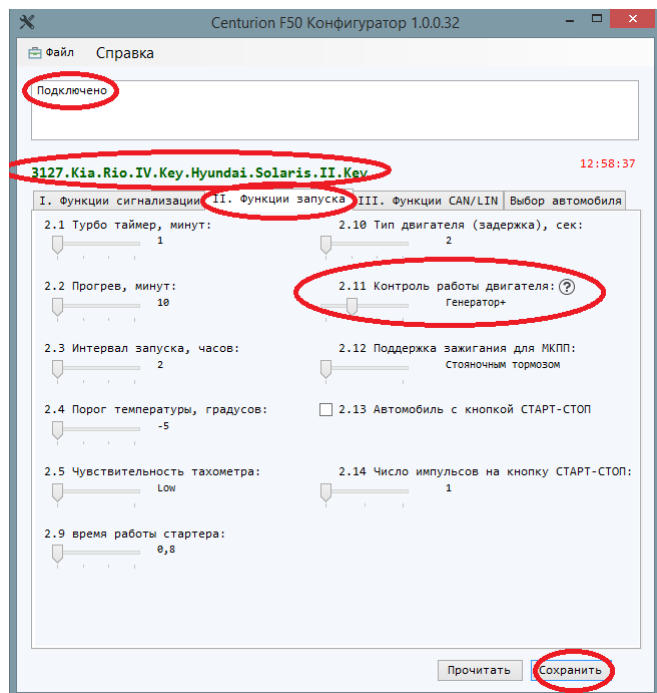 Centurion F50 Конфигуратор 1.0.0.32
Файл Справка
Подключено
12:58:37
3127.Kia.Rio.IV.Key.Hyundai.Solaris.II.Key
I. Функции сигнализации II. Функции запуска III. Функции CAN/LIN Выбор автомобиля
2.1 Турбо таймер, минут:
1
2.2 Прогрев, минут:
10
2.3 Интервал запуска, часов:
2
2.4 Порог температуры, градусов:
-5
2.5 Чувствительность тахометра:
Low
2.9 время работы стартера:
0,8
2.10 Тип двигателя (задержка), сек:
2
2.11 Контроль работы двигателя: ?
Генератор+
2.12 Поддержка зажигания для МКПП:
Стояночным тормозом
2.13 Автомобиль с кнопкой СТАРТ-СТОП
2.14 Число импульсов на кнопку СТАРТ-СТОП:
1
Прочитать Сохранить